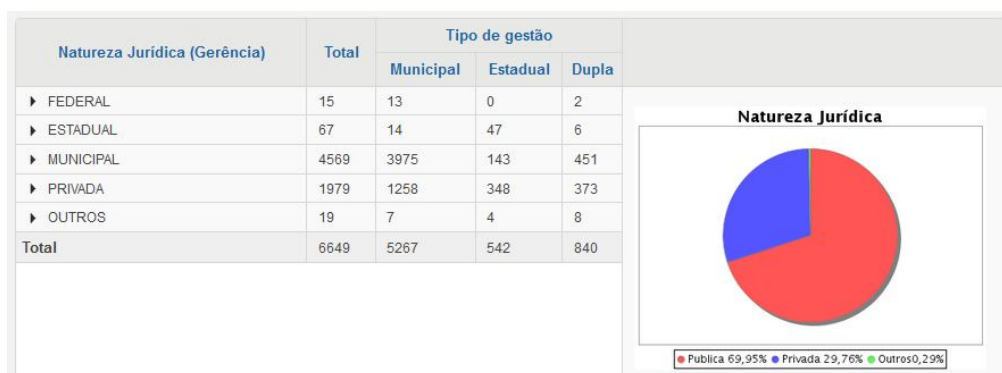 Natureza Jurídica (Gerência) Total Tipo de gestão
Municipal Estadual Dupla
FEDERAL 15 13 0 2
ESTADUAL 67 14 47 6
MUNICIPAL 4569 3975 143 451
PRIVADA 1979 1258 348 373
OUTROS 19 7 4 8
Total 6649 5267 542 840
Natureza Jurídica
Publica 69,95% Privada 29,76% Outros0,29%